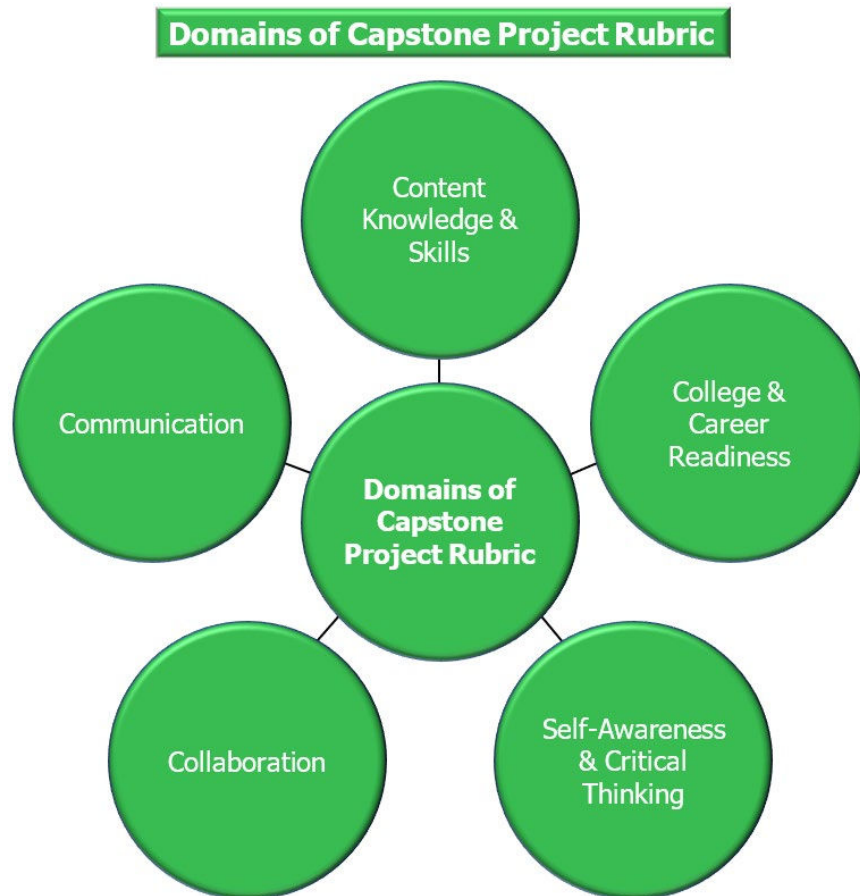 Domains of Capstone Project Rubric
Content
Knowledge &
Skills
College &
Career
Readiness
Self-Awareness
& Critical
Thinking
Collaboration
Communication
Domains of
Capstone
Project Rubric